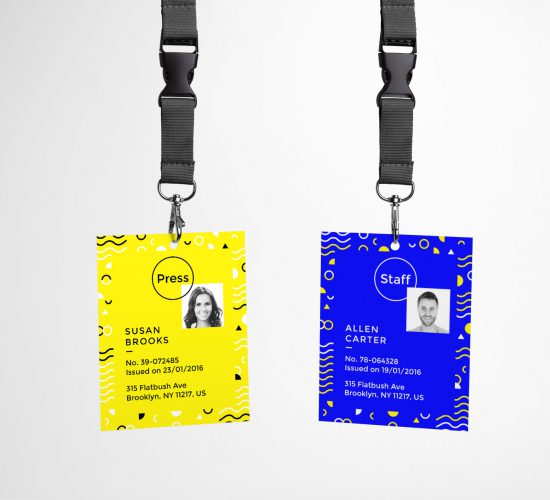 Press
SUSAN
BROOKS
No. 39-072485
Issued on 23/01/2016
315 Flatbush Ave
Brooklyn, NY 11217, US
Staff
ALLEN
CARTER
No. 78-064328
Issued on 19/01/2016
315 Flatbush Ave
Brooklyn, NY 11217, US